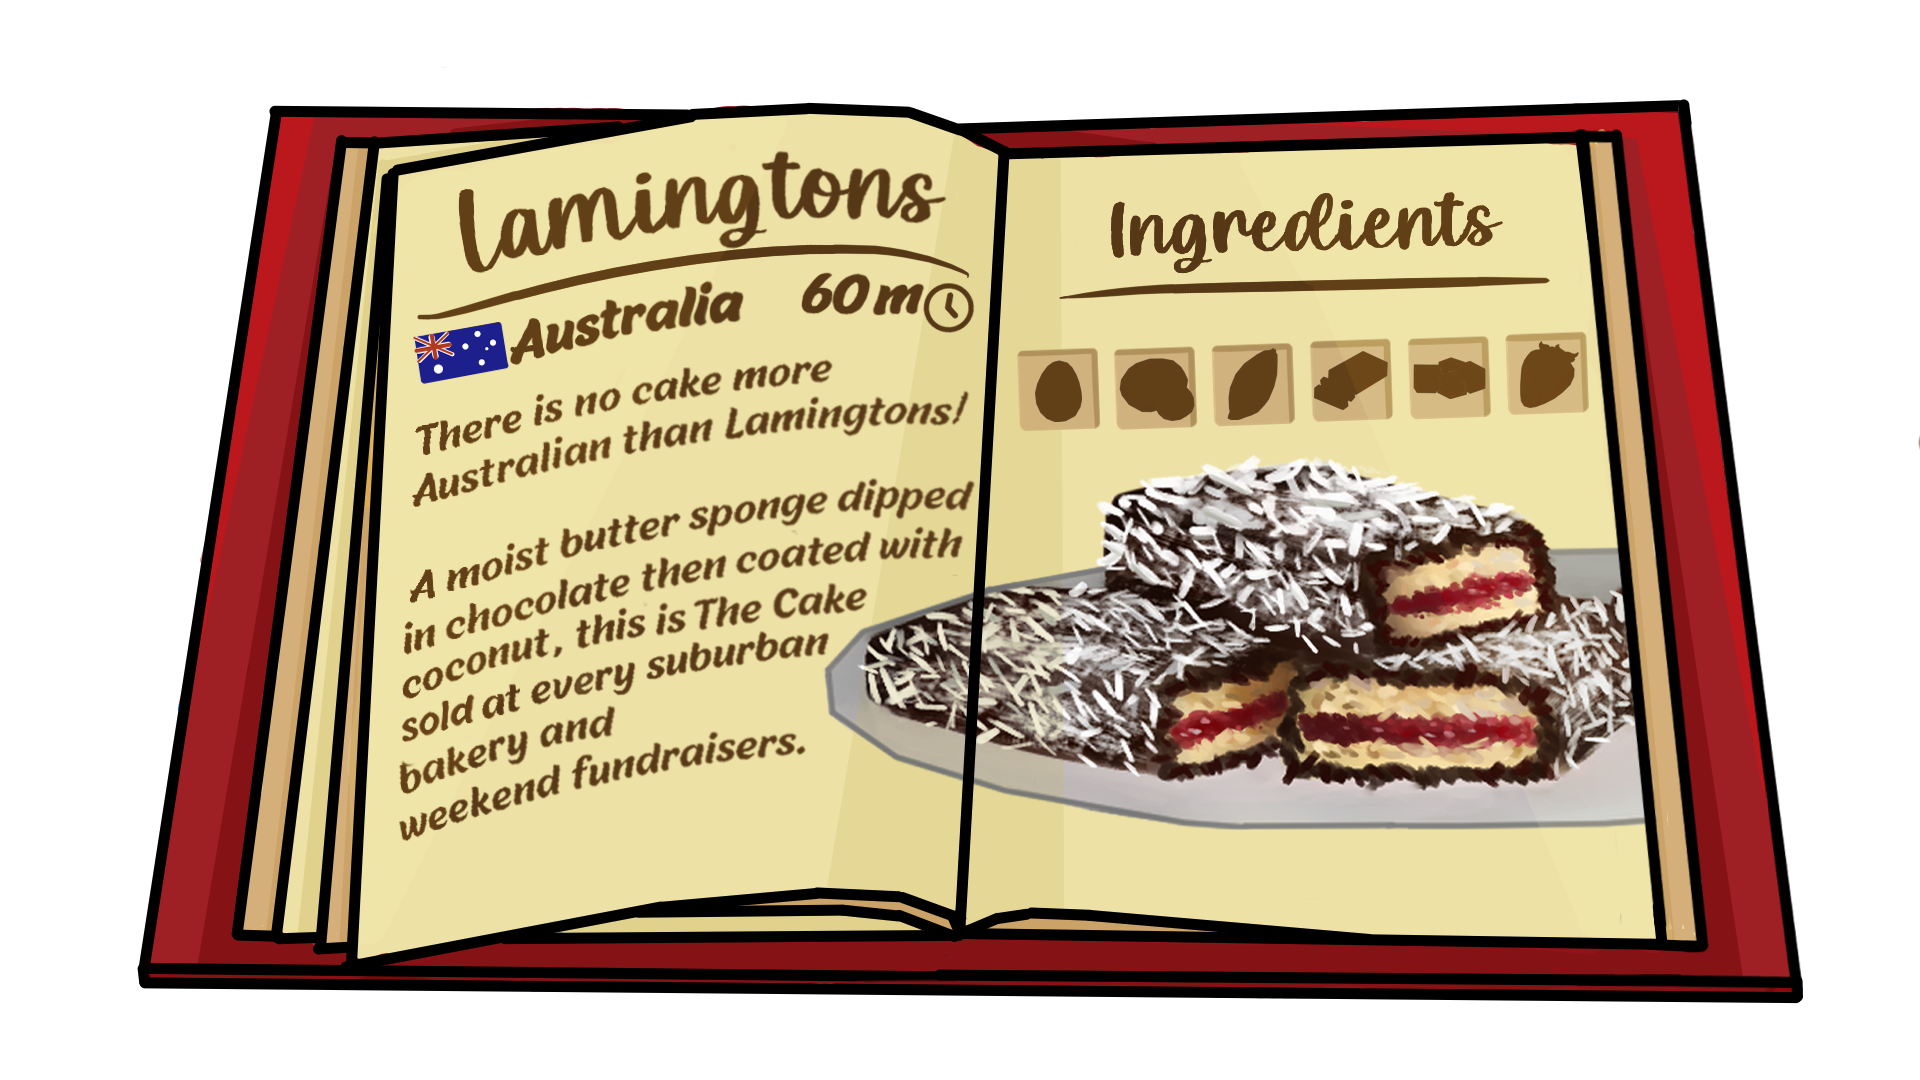 Lamingtons
Australia 60m
There is no cake more
Australian than Lamingtons!
A moist butter sponge dipped
in chocolate then coated with
coconut, this is The Cake
sold at every suburban
bakery and
weekend fundraisers.
Ingredients